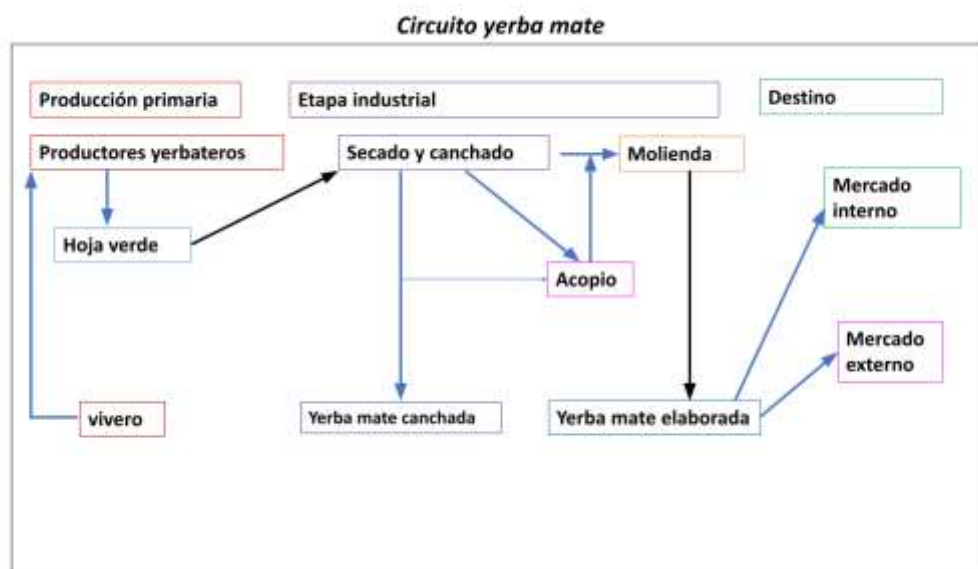 Circuito yerba mate
Producción primaria
Etapa industrial
Destino
Productores yerbateros
Secado y canchado
Molienda
Mercado
interno
Hoja verde
Acopio
Mercado
externo
vivero
Yerba mate canchada
Yerba mate elaborada